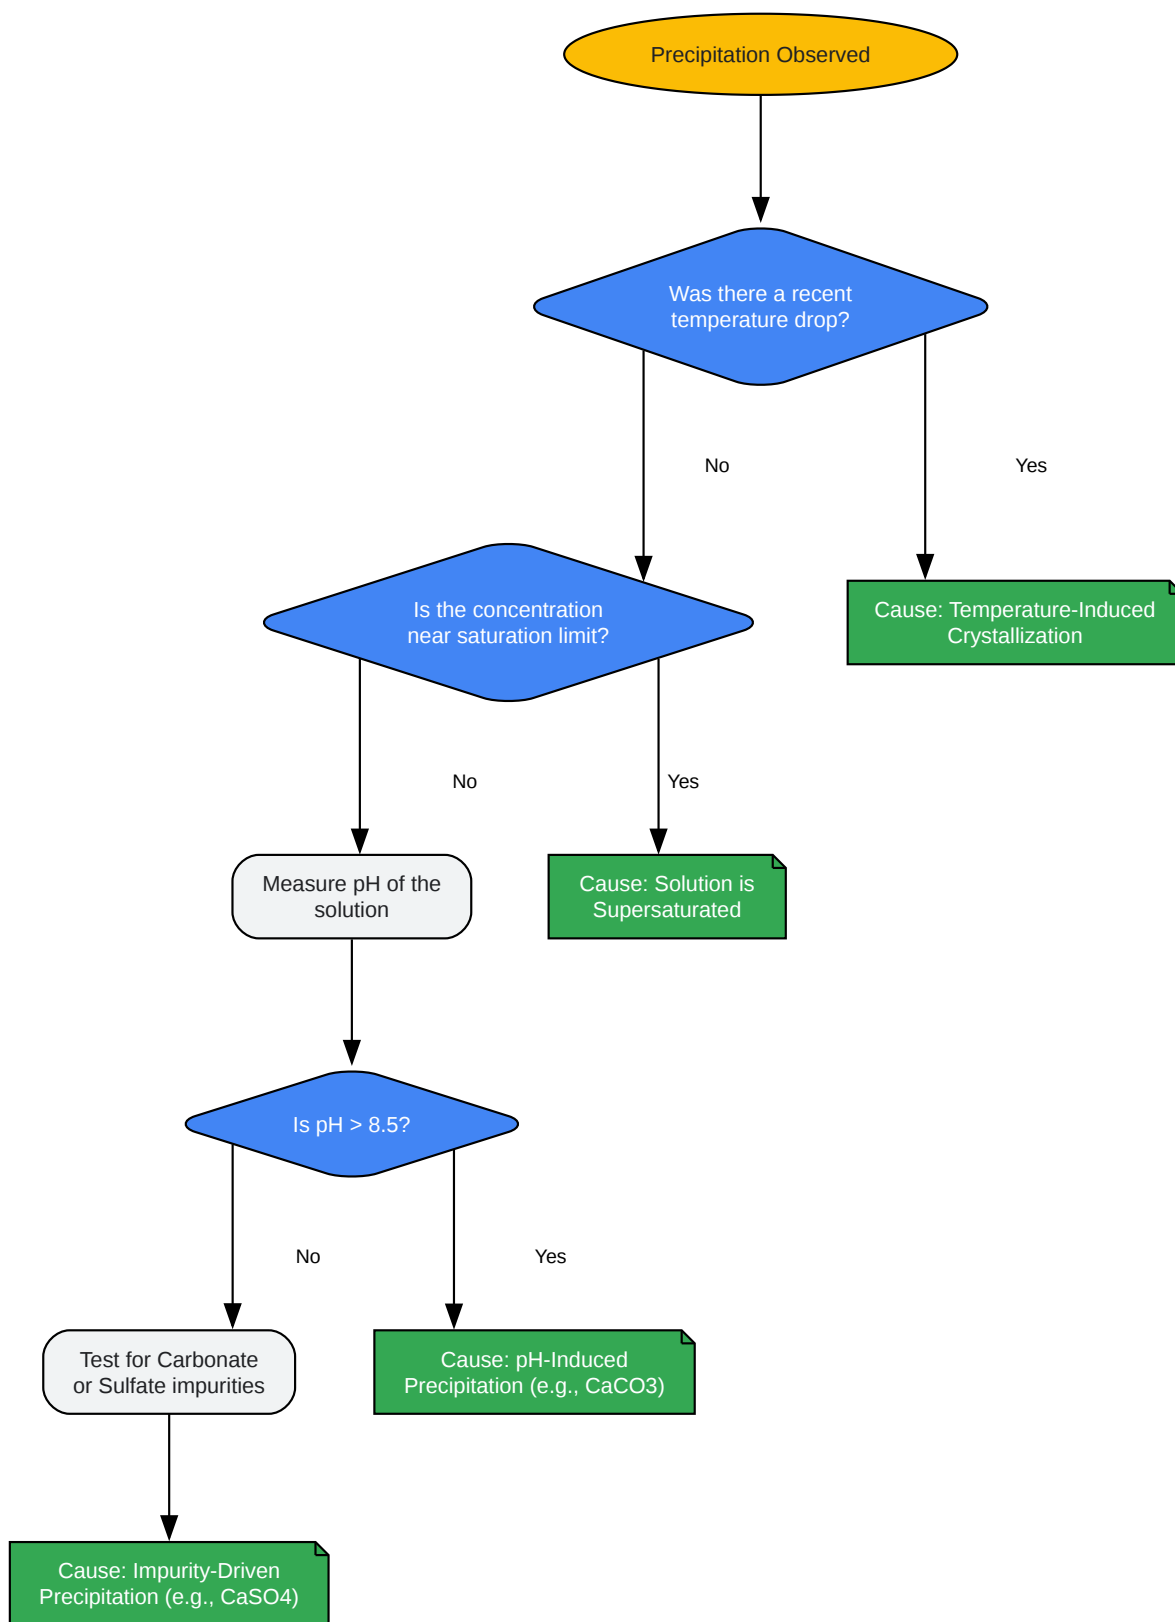 Precipitation Observed
Was there a recent
temperature drop?
No
Yes
Is the concentration
near saturation limit?
Cause: Temperature-Induced
Crystallization
No
Yes
Measure pH of the
solution
Cause: Solution is
Supersaturated
Is pH > 8.5?
No
Yes
Test for Carbonate
or Sulfate impurities
Cause: pH-Induced
Precipitation (e.g., CaCO3)
Cause: Impurity-Driven
Precipitation (e.g., CaSO4)